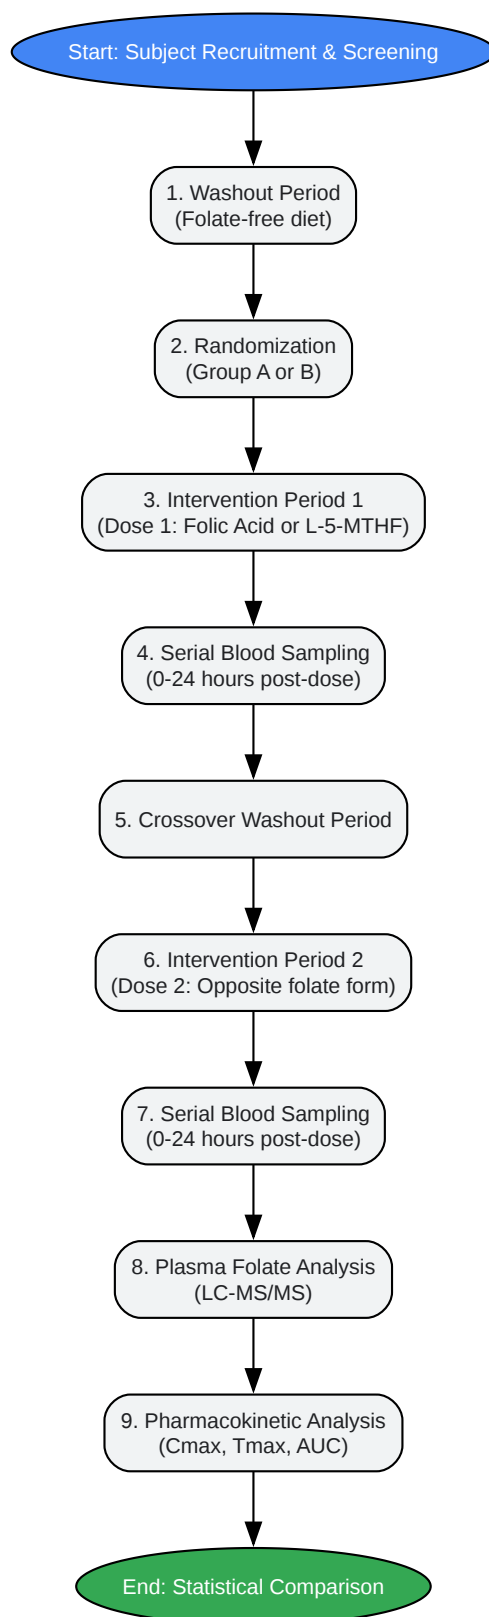 Start: Subject Recruitment & Screening
1. Washout Period
(Folate-free diet)
2. Randomization
(Group A or B)
3. Intervention Period 1
(Dose 1: Folic Acid or L-5-MTHF)
4. Serial Blood Sampling
(0-24 hours post-dose)
5. Crossover Washout Period
6. Intervention Period 2
(Dose 2: Opposite folate form)
7. Serial Blood Sampling
(0-24 hours post-dose)
8. Plasma Folate Analysis
(LC-MS/MS)
9. Pharmacokinetic Analysis
(Cmax, Tmax, AUC)
End: Statistical Comparison